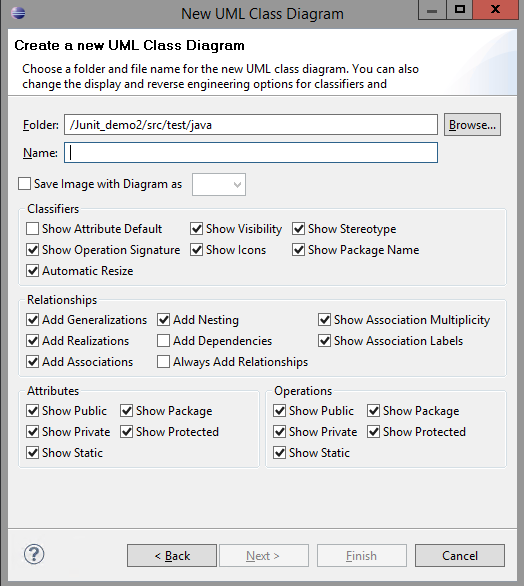 New UML Class Diagram
Create a new UML Class Diagram
Choose a folder and file name for the new UML class diagram. You can also
change the display and reverse engineering options for classifiers and
Folder: /Junit_demo2/src/test/java Browse...
Name:
Save Image with Diagram as
Classifiers
Show Attribute Default Show Visibility Show Stereotype
Show Operation Signature Show Icons Show Package Name
Automatic Resize
Relationships
Add Generalizations Add Nesting Show Association Multiplicity
Add Realizations Add Dependencies Show Association Labels
Add Associations Always Add Relationships
Attributes Operations
Show Public Show Package Show Public Show Package
Show Private Show Protected Show Private Show Protected
Show Static Show Static
? < Back Next > Finish Cancel